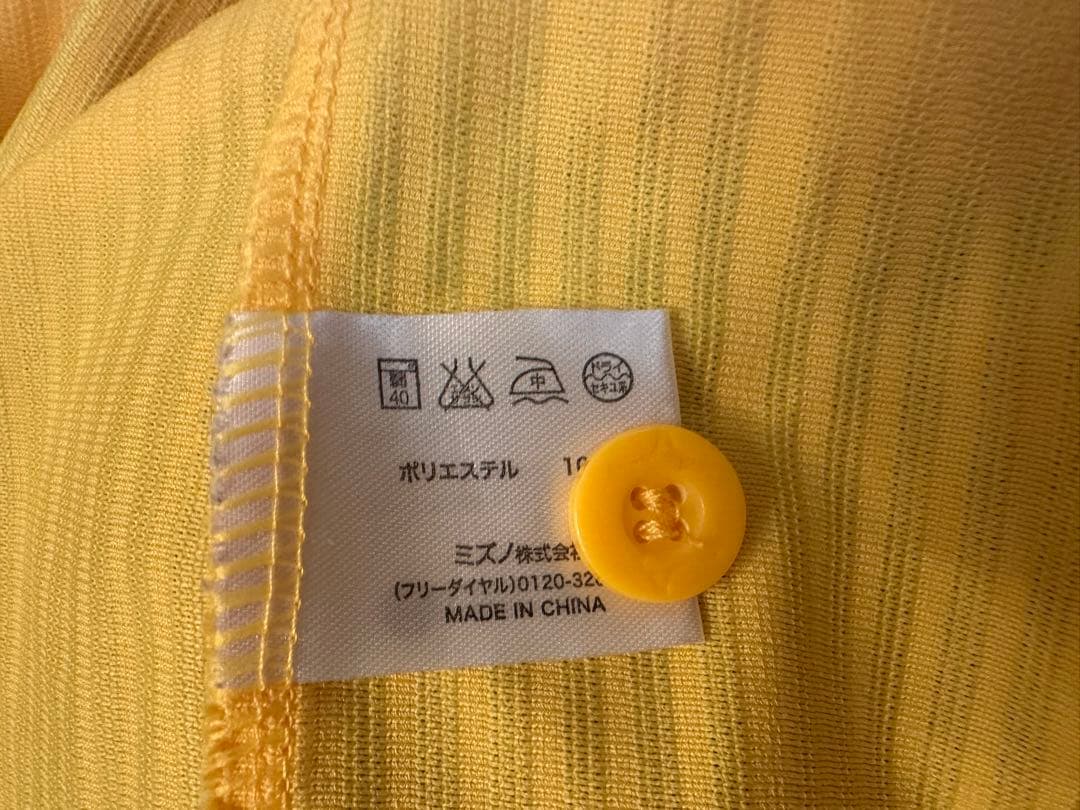 40 中 ドライ セキユ系
ポリエステル
ミズノ株式会
(フリーダイヤル)0120-32
MADE IN CHINA